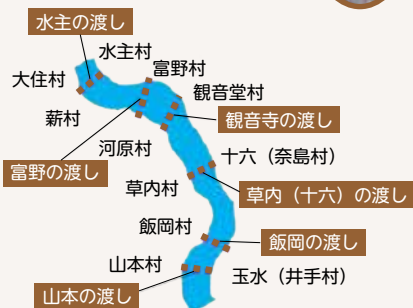 水主の渡し
水主村
大住村
富野村
観音堂村
薪村
観音寺の渡し
河原村
富野の渡し
十六（奈島村）
草内村
草内（十六）の渡し
飯岡村
飯岡の渡し
山本村
玉水（井手村）
山本の渡し